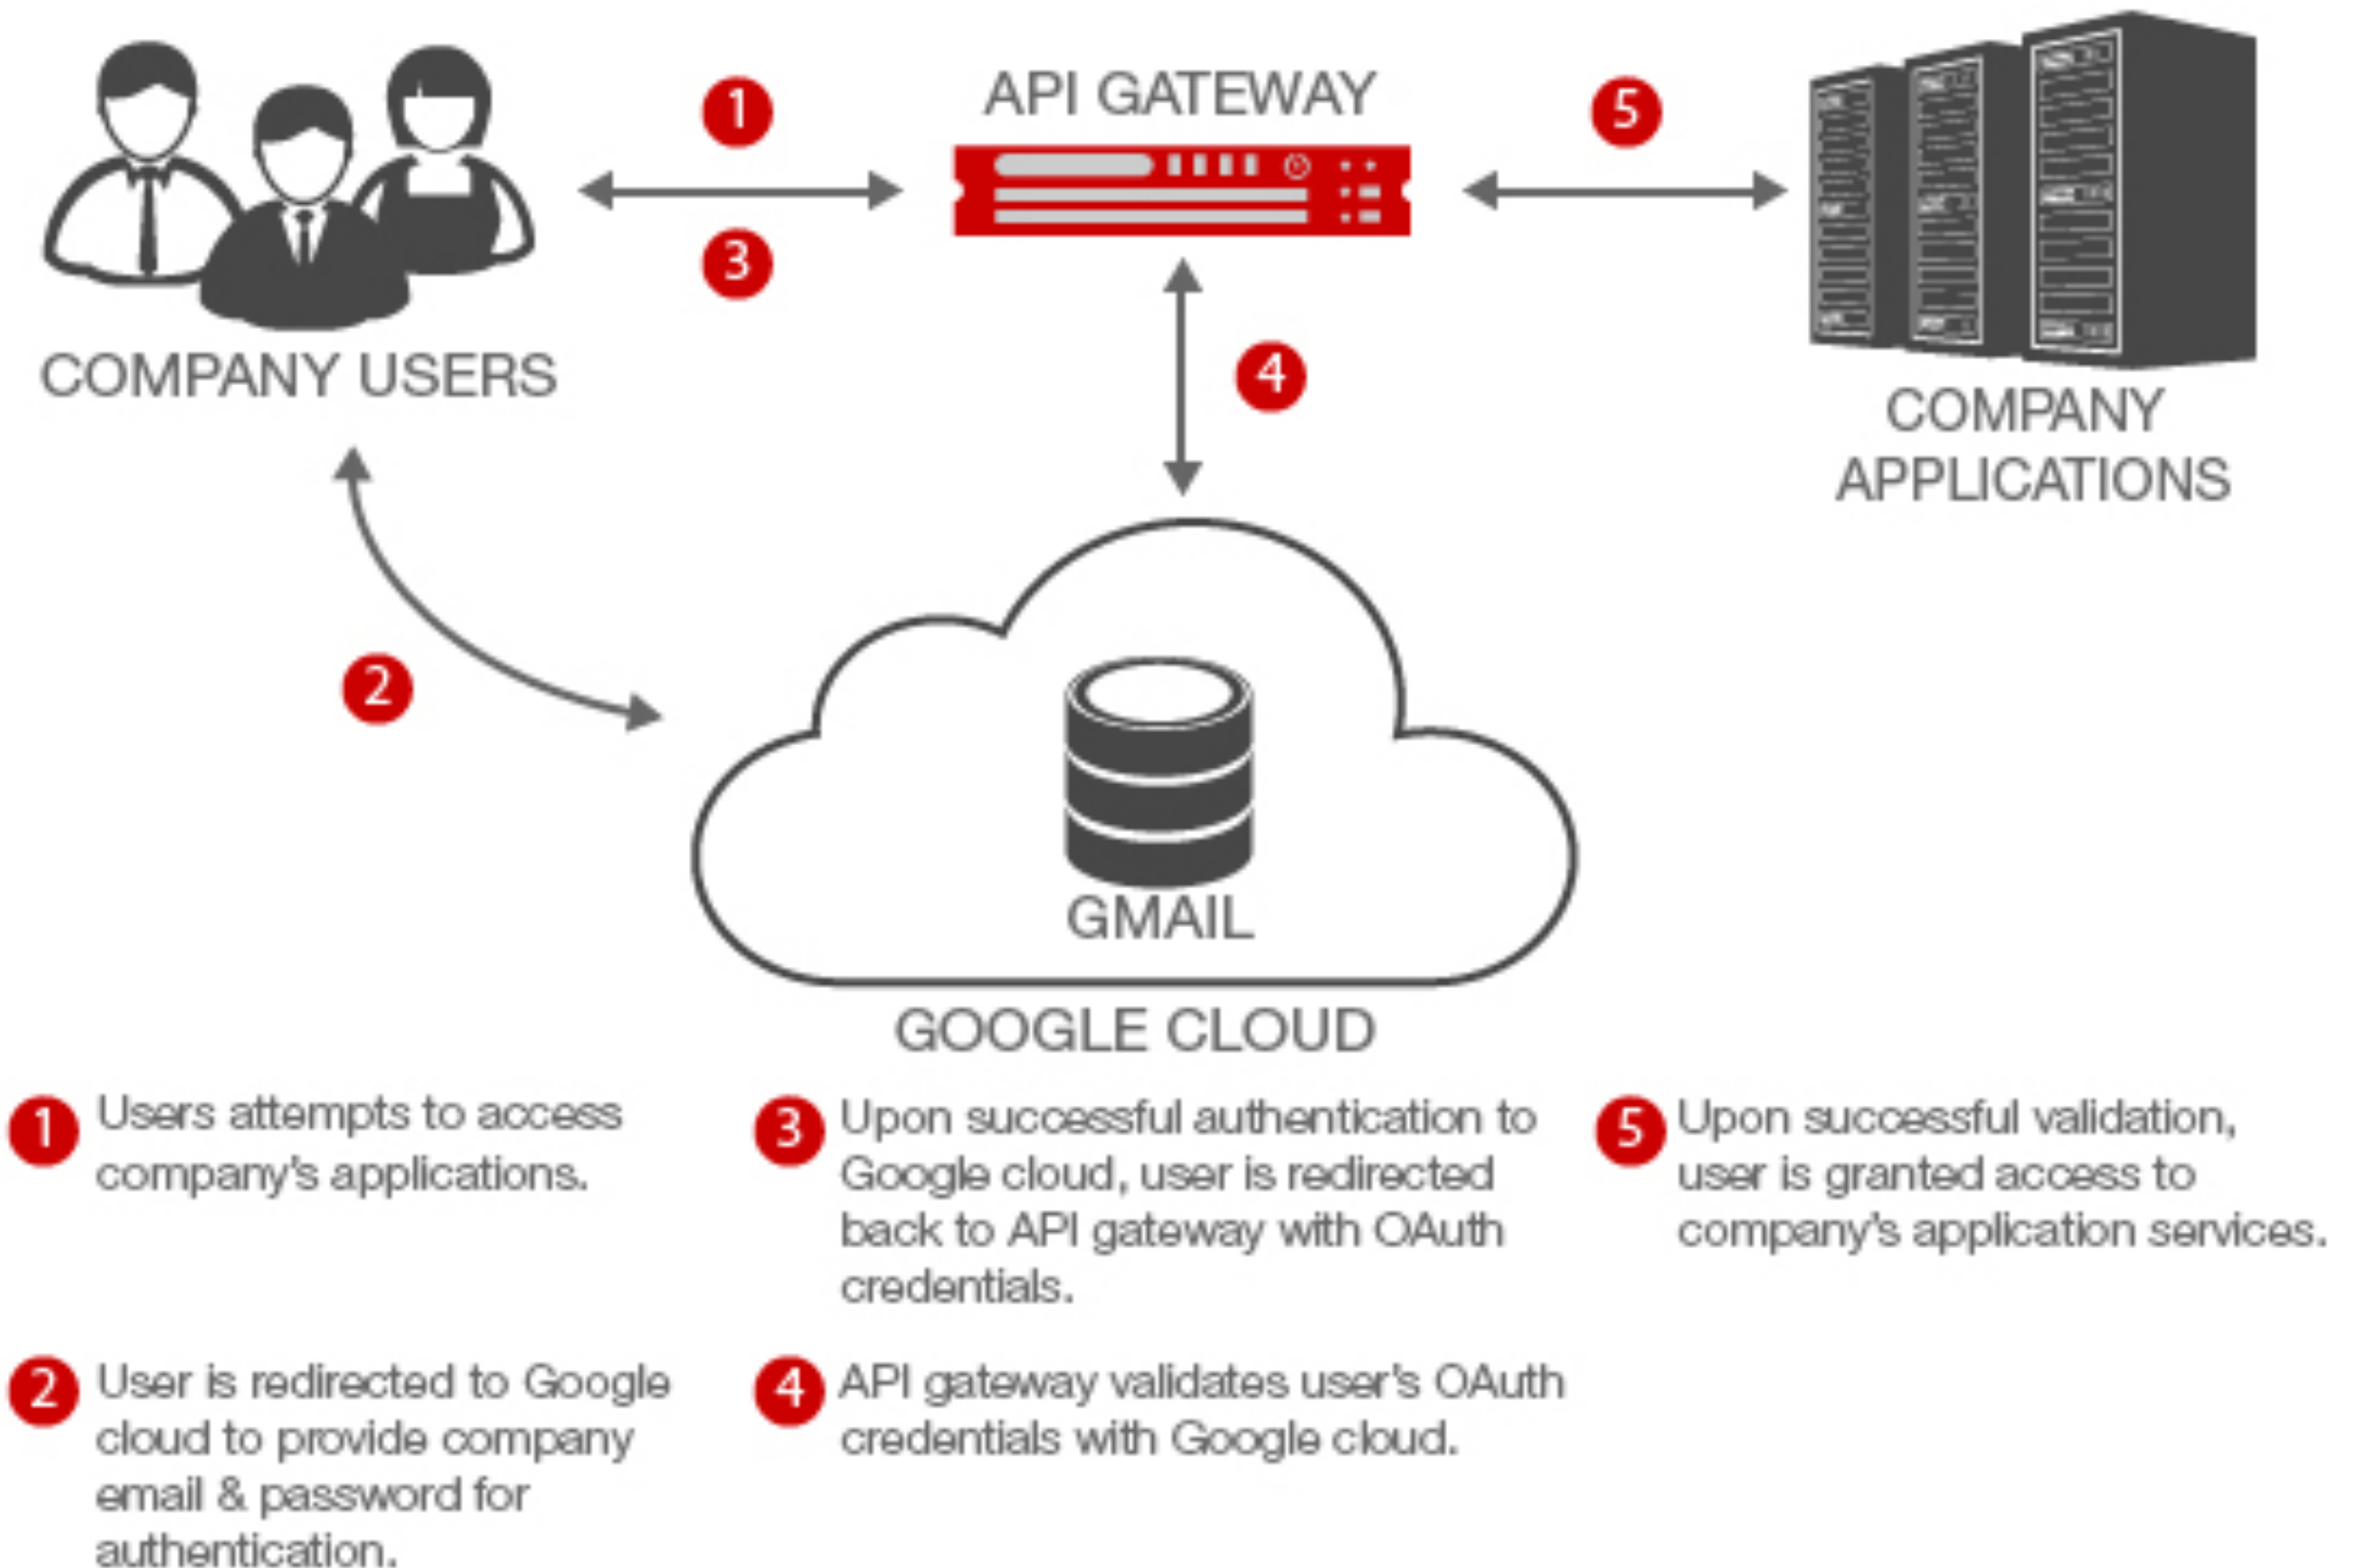 1
API GATEWAY
5
3
COMPANY USERS
4
COMPANY
APPLICATIONS
2
GMAIL
GOOGLE CLOUD
1 Users attempts to access
company's applications.
2 User is redirected to Google
cloud to provide company
email & password for
authentication.
3 Upon successful authentication to
Google cloud, user is redirected
back to API gateway with OAuth
credentials.
4 API gateway validates user's OAuth
credentials with Google cloud.
5 Upon successful validation,
user is granted access to
company's application services.